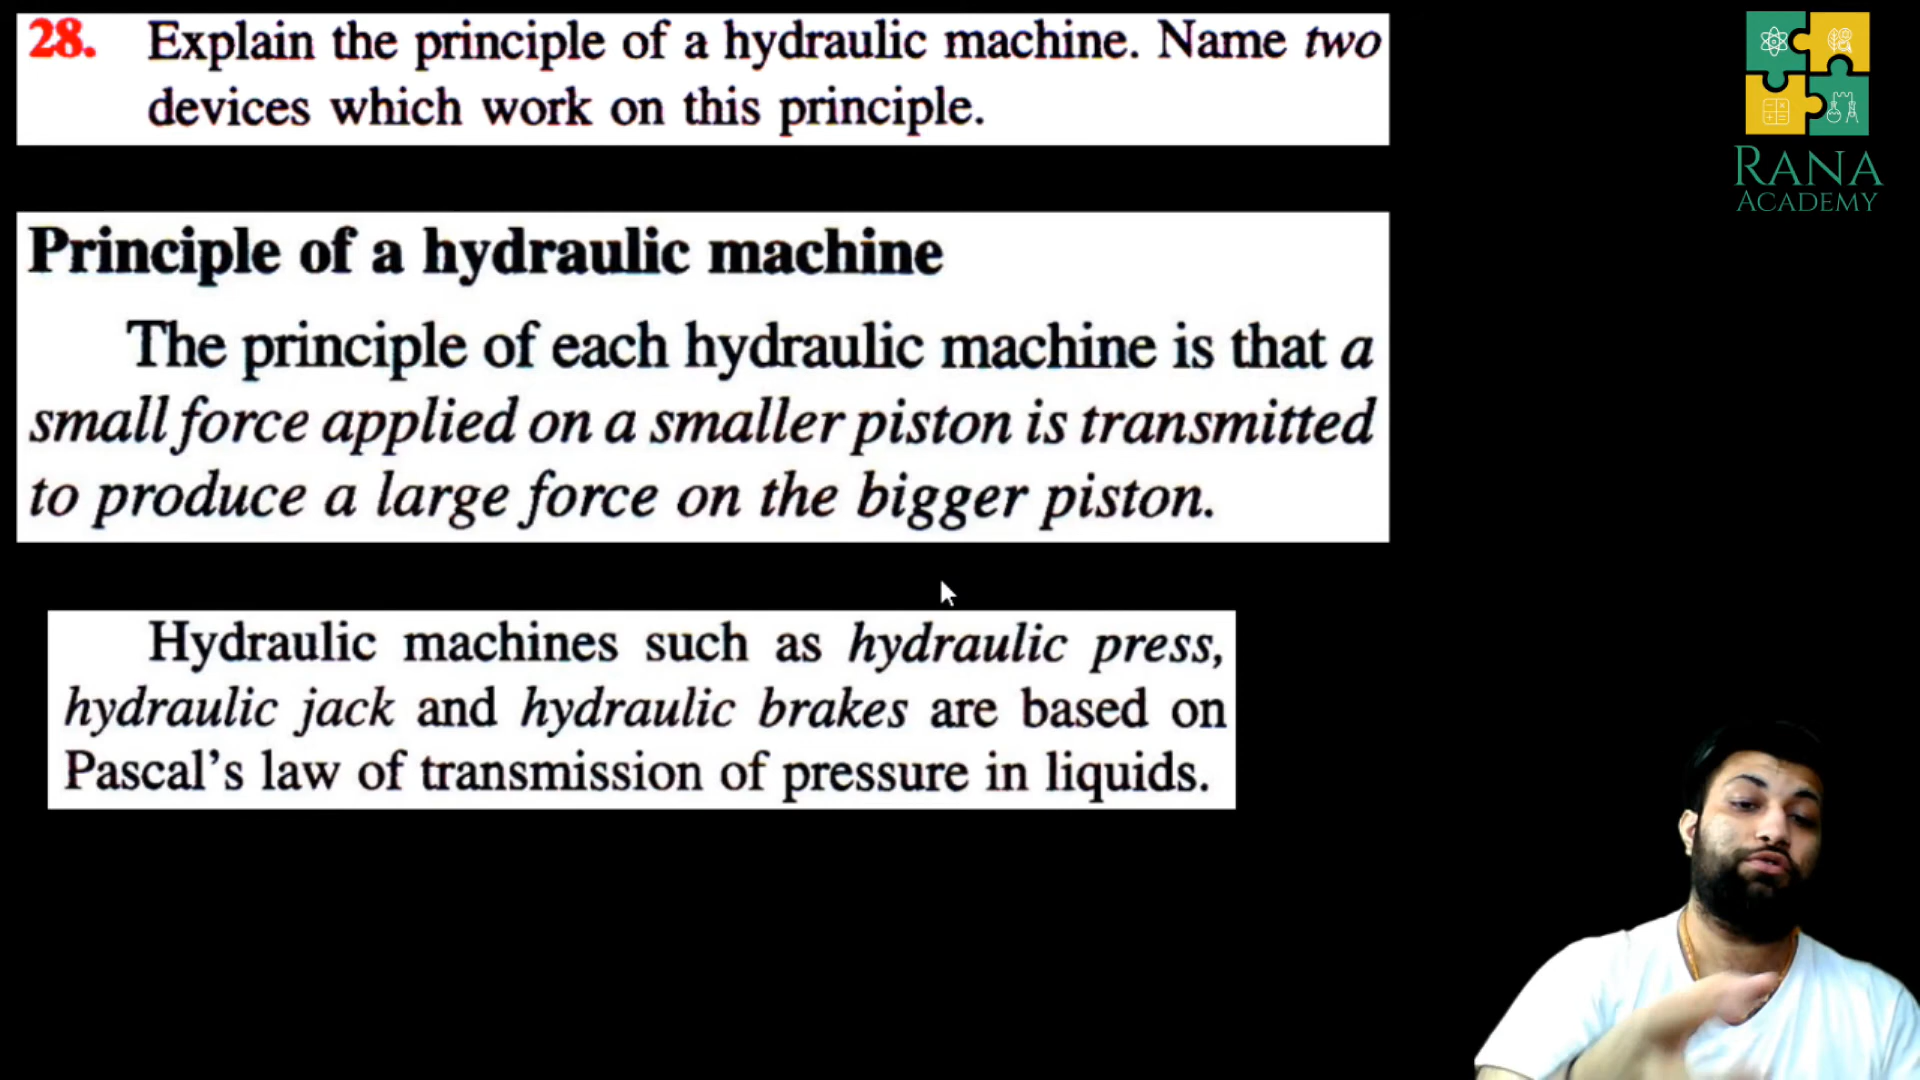 28. Explain the principle of a hydraulic machine. Name two
devices which work on this principle.
Principle of a hydraulic machine
The principle of each hydraulic machine is that a
small force applied on a smaller piston is transmitted
to produce a large force on the bigger piston.
Hydraulic machines such as hydraulic press,
hydraulic jack and hydraulic brakes are based on
Pascal's law of transmission of pressure in liquids.
RANA
ACADEMY